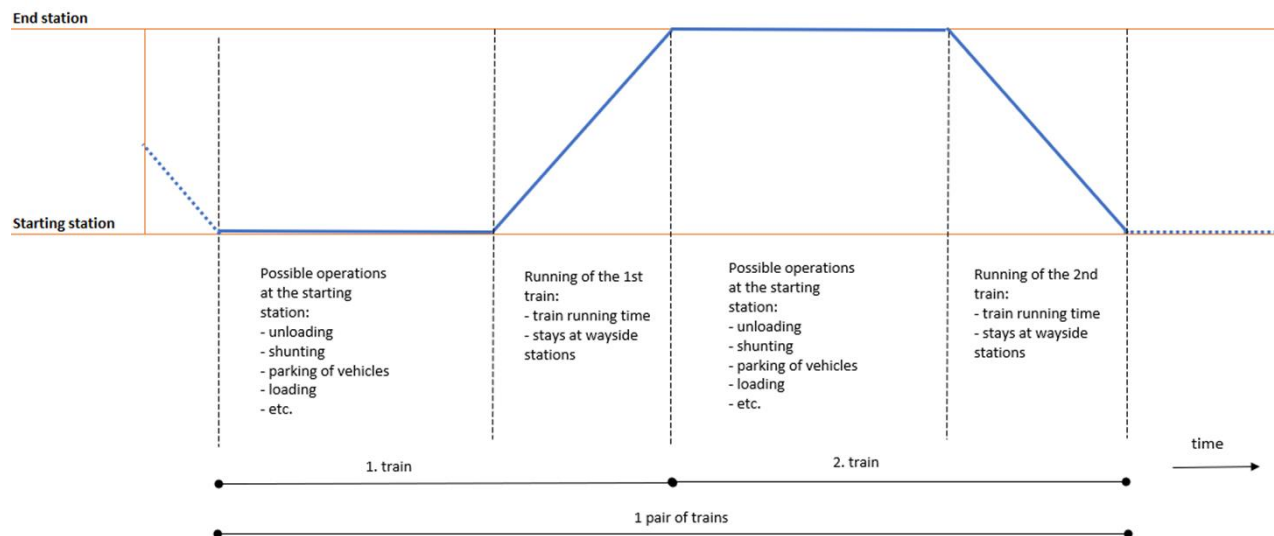 End station
Starting station
Possible operations
at the starting
station:
- unloading
- shunting
- parking of vehicles
- loading
- etc.
Running of the 1st
train:
- train running time
- stays at wayside
stations
Possible operations
at the starting
station:
- unloading
- shunting
- parking of vehicles
- loading
- etc.
Running of the 2nd
train:
- train running time
- stays at wayside
stations
time
1. train
2. train
1 pair of trains